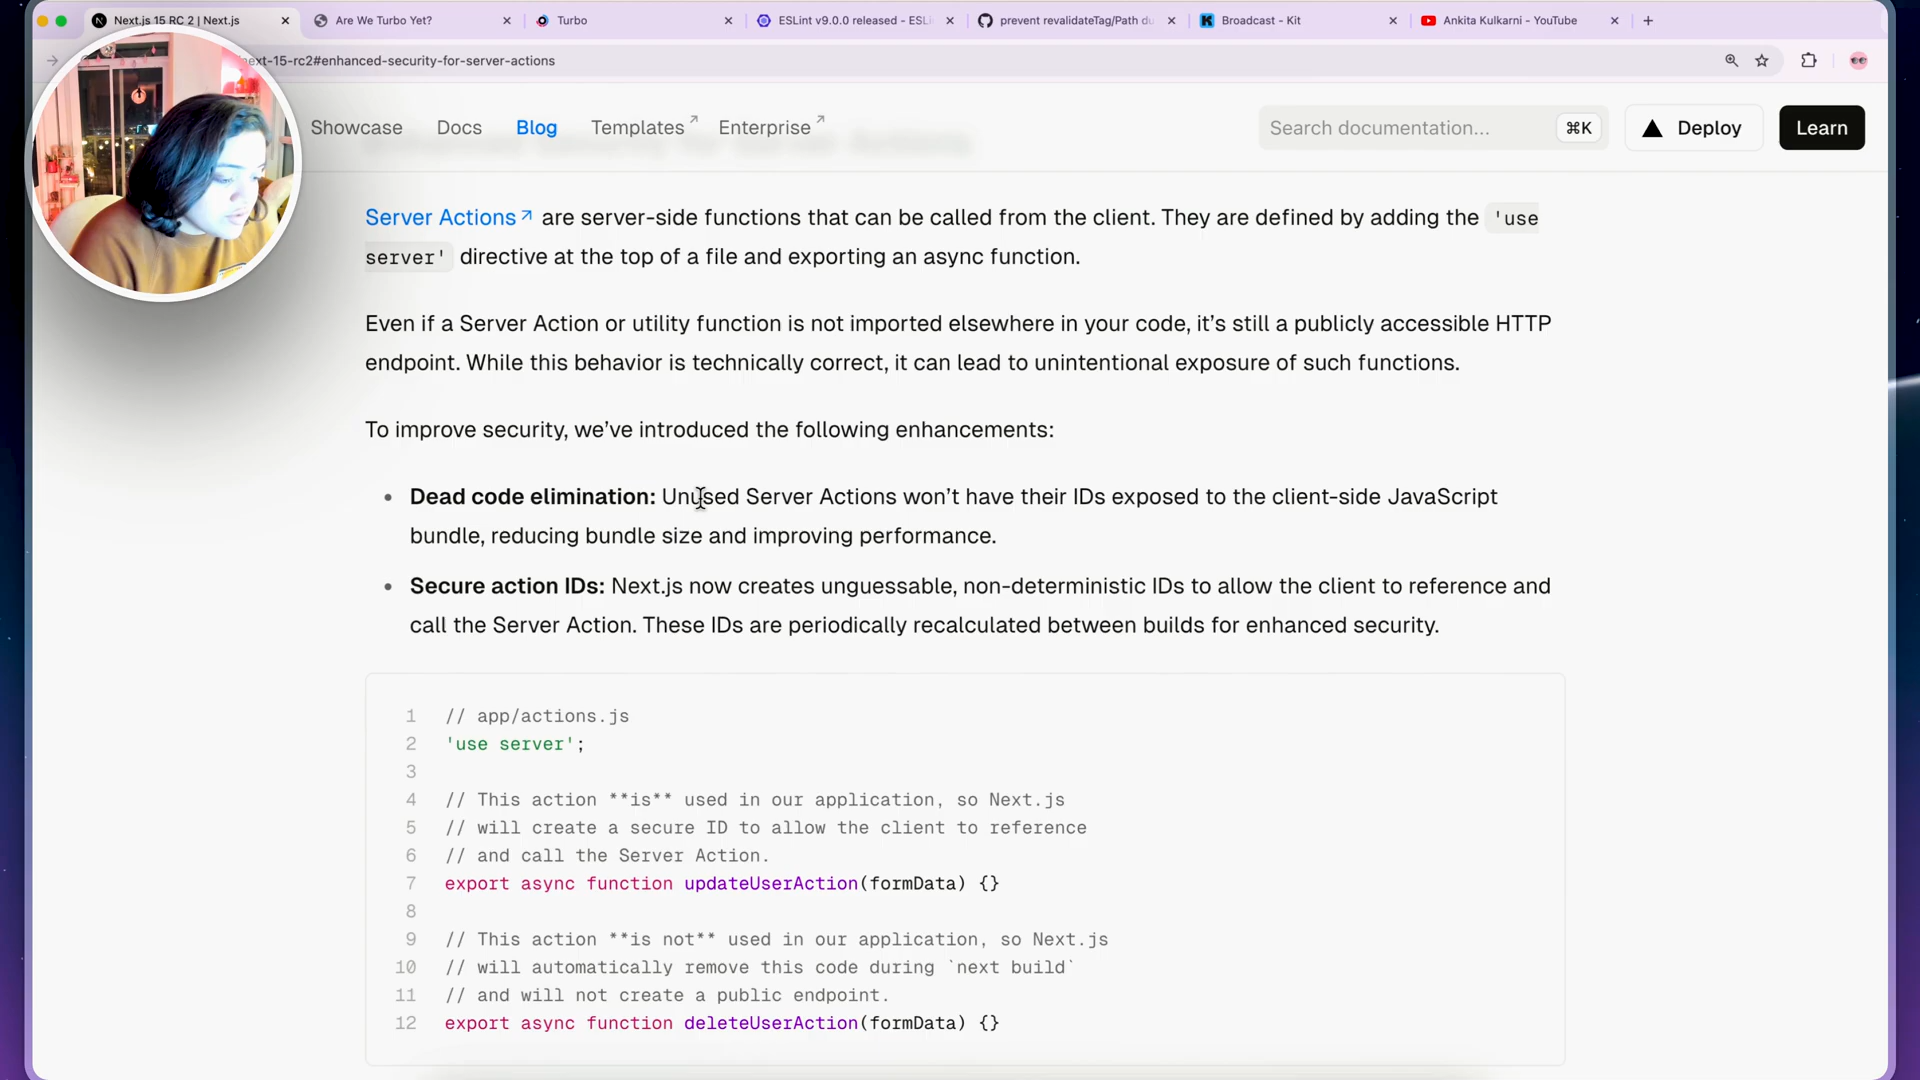 Next.js 15 RC 2 | Next.js
Are We Turbo Yet?
Turbo
ESLint v9.0.0 released - ESLi
prevent revalidateTag/Path du
Broadcast - Kit
Ankita Kulkarni - YouTube
ext-15-rc2#enhanced-security-for-server-actions
Showcase
Docs
Blog
Templates
Enterprise
Search documentation...
⌘K
Deploy
Learn
Server Actions are server-side functions that can be called from the client. They are defined by adding the 'use
server' directive at the top of a file and exporting an async function.
Even if a Server Action or utility function is not imported elsewhere in your code, it’s still a publicly accessible HTTP
endpoint. While this behavior is technically correct, it can lead to unintentional exposure of such functions.
To improve security, we’ve introduced the following enhancements:
• Dead code elimination: Unused Server Actions won’t have their IDs exposed to the client-side JavaScript
bundle, reducing bundle size and improving performance.
• Secure action IDs: Next.js now creates unguessable, non-deterministic IDs to allow the client to reference and
call the Server Action. These IDs are periodically recalculated between builds for enhanced security.
1 // app/actions.js
2 'use server';
3
4 // This action **is** used in our application, so Next.js
5 // will create a secure ID to allow the client to reference
6 // and call the Server Action.
7 export async function updateUserAction(formData) {}
8
9 // This action **is not** used in our application, so Next.js
10 // will automatically remove this code during `next build`
11 // and will not create a public endpoint.
12 export async function deleteUserAction(formData) {}